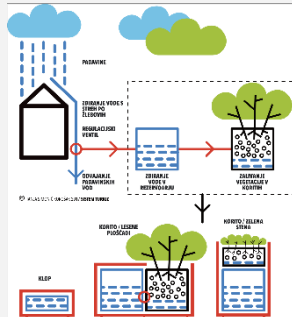 PADAVINE
ZBIRANJE VODE S
STREH PO
ŽLEBOVIH
REGULACIJSKI
VENTIL
ODVAJANJE
PADAVINSKIH
VOD
ZBIRANJE
VODE V
REZERVOARJU
ZALIVANJE
VEGETACIJE V
KORITIH
KORITO / LESENE
PLOŠČADI
KORITO / ZELENA
STENA
KLOP